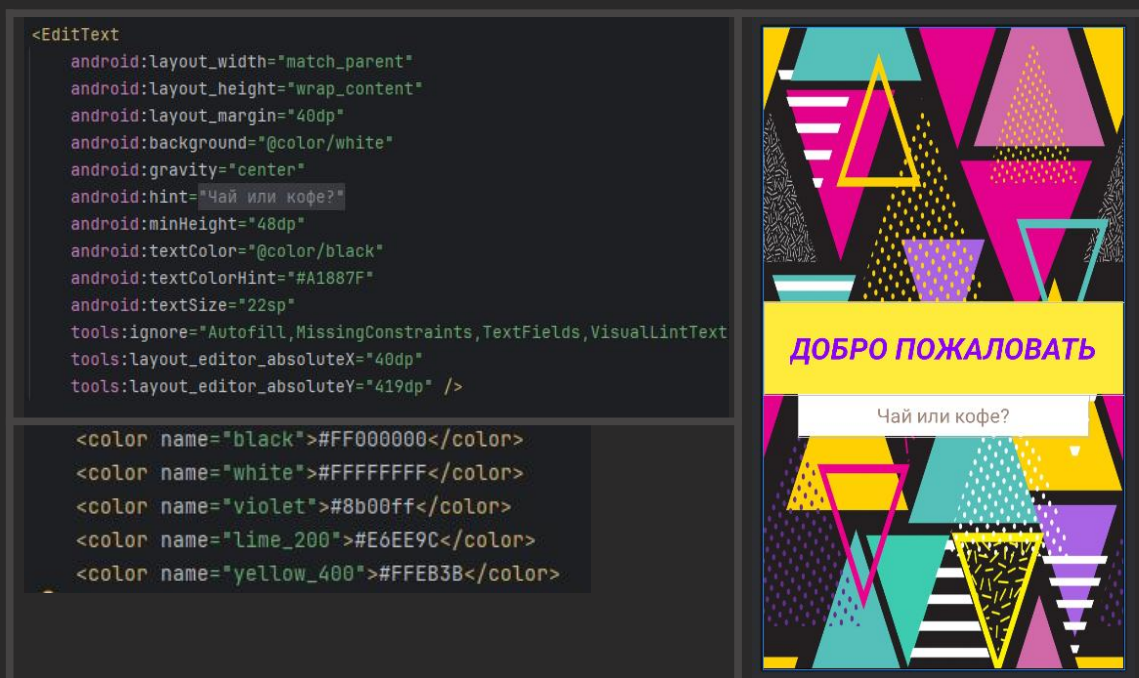 <EditText
android:layout_width="match_parent"
android:layout_height="wrap_content"
android:layout_margin="40dp"
android:background="@color/white"
android:gravity="center"
android:hint="Чай или кофе?"
android:minHeight="48dp"
android:textColor="@color/black"
android:textColorHint="#A1887F"
android:textSize="22sp"
tools:ignore="Autofill,MissingConstraints,TextFields,VisualLintText
tools:layout_editor_absoluteX="40dp"
tools:layout_editor_absoluteY="419dp" />
<color name="black">#FF000000</color>
<color name="white">#FFFFFFFF</color>
<color name="violet">#8b00ff</color>
<color name="lime_200">#E6EE9C</color>
<color name="yellow_400">#FFEB3B</color>
ДОБРО ПОЖАЛОВАТЬ
Чай или кофе?